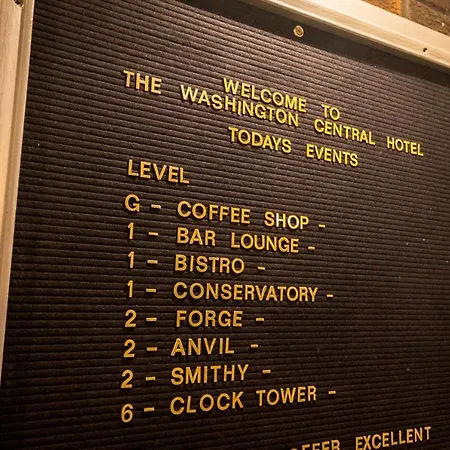 WELCOME TO
THE WASHINGTON CENTRAL HOTEL
TODAYS EVENTS
LEVEL
G - COFFEE SHOP -
1 - BAR LOUNGE -
1 - BISTRO -
1 - CONSERVATORY -
2 - FORGE -
2 - ANVIL -
2 - SMITHY -
6 - CLOCK TOWER -
OFFER EXCELLENT